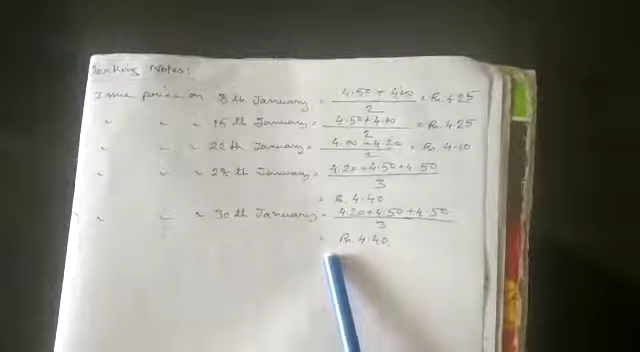 Working Notes:
Issue price on 8th January = 4.50 + 4.00 / 2 = Rs. 4.25
" " " 15th January = 4.50 + 4.00 / 2 = Rs. 4.25
" " " 22th January = 4.00 + 4.20 / 2 = Rs. 4.10
" " " 28th January = 4.20 + 4.50 + 4.50 / 3
= Rs. 4.40
" " " 30th January = 4.20 + 4.50 + 4.50 / 3
= Rs. 4.40